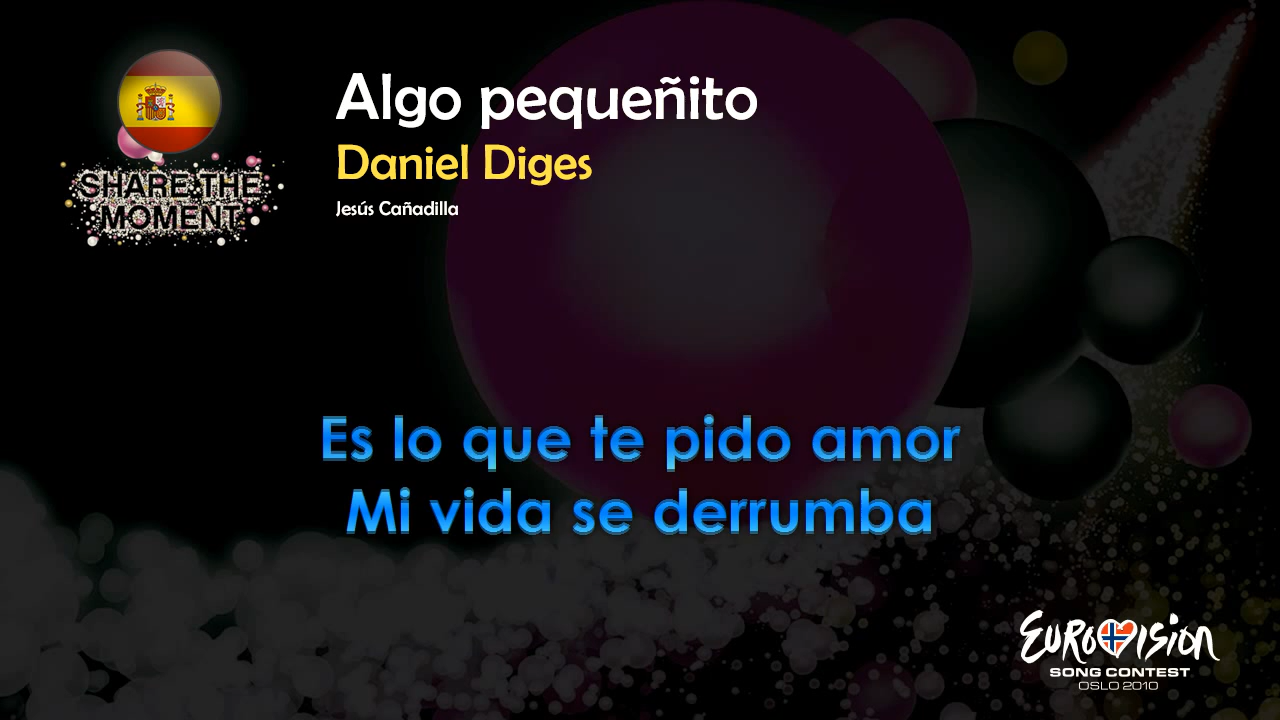 Algo pequeñito
Daniel Diges
Jesús Cañadilla
SHARE THE
MOMENT
Es lo que te pido amor
Mi vida se derrumba
EUROVISION
SONG CONTEST
OSLO 2010